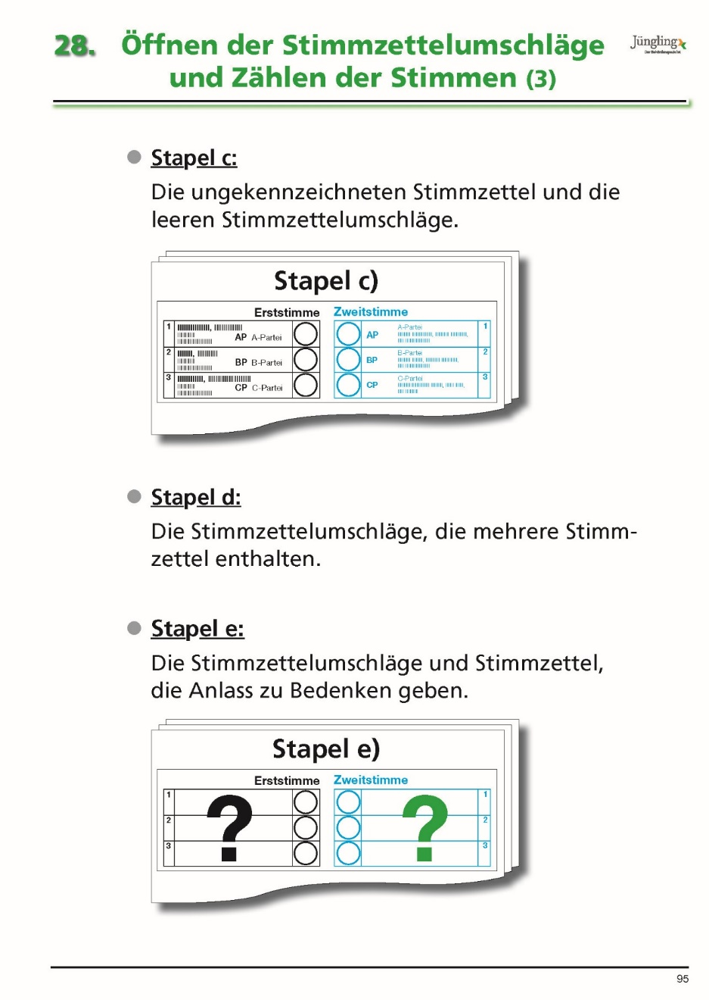 28. Öffnen der Stimmzettelumschläge
und Zählen der Stimmen (3)
Jüngling
● Stapel c:
Die ungekennzeichneten Stimmzettel und die
leeren Stimmzettelumschläge.
Stapel c)
Erststimme Zweitstimme
1 AP A-Partei AP A-Partei 1
2 BP B-Partei BP B-Partei 2
3 CP C-Partei CP C-Partei 3
● Stapel d:
Die Stimmzettelumschläge, die mehrere Stimm-
zettel enthalten.
● Stapel e:
Die Stimmzettelumschläge und Stimmzettel,
die Anlass zu Bedenken geben.
Stapel e)
Erststimme Zweitstimme
1 1
2 ? ? 2
3 3
95